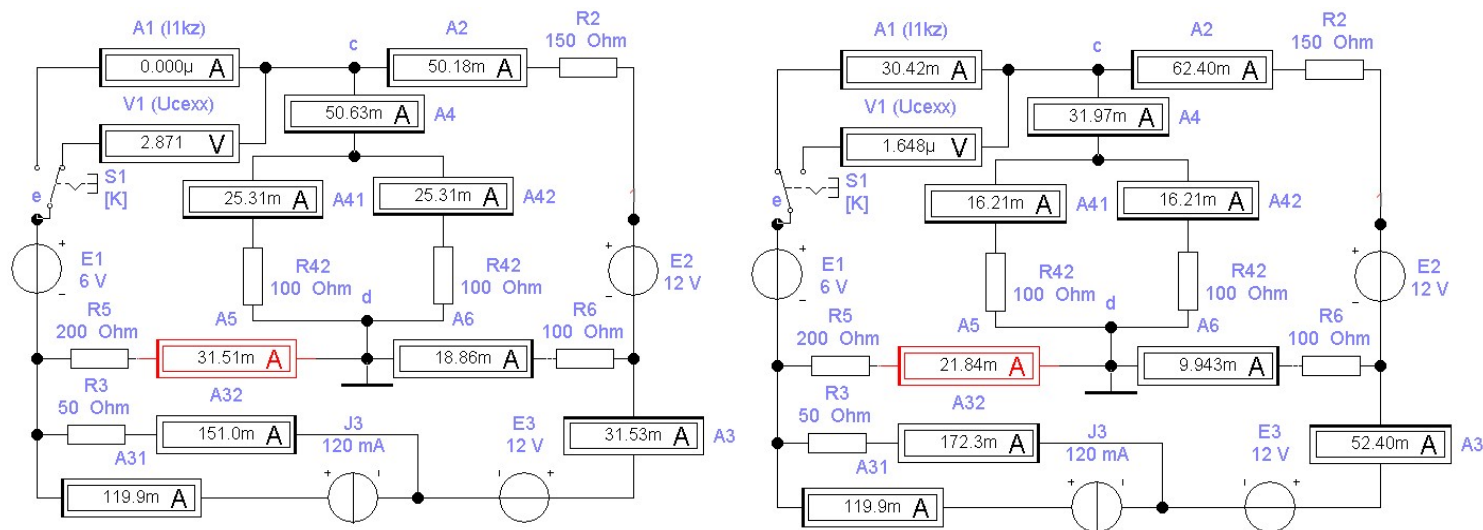 A1 (I1kz)
0.000µ A
c
A2
50.18m A
R2
150 Ohm
V1 (Ucexx)
2.871 V
50.63m A
A4
e
S1
[K]
25.31m A
A41
25.31m A
A42
E1
6 V
R42
100 Ohm
R42
100 Ohm
E2
12 V
d
R5
200 Ohm
A5
A6
R6
100 Ohm
31.51m A
18.86m A
R3
50 Ohm
A32
151.0m A
J3
120 mA
E3
12 V
31.53m A
A3
A31
119.9m A
A1 (I1kz)
30.42m A
c
A2
62.40m A
R2
150 Ohm
V1 (Ucexx)
1.648µ V
31.97m A
A4
e
S1
[K]
16.21m A
A41
16.21m A
A42
E1
6 V
R42
100 Ohm
R42
100 Ohm
E2
12 V
d
R5
200 Ohm
A5
A6
R6
100 Ohm
21.84m A
9.943m A
R3
50 Ohm
A32
172.3m A
J3
120 mA
E3
12 V
52.40m A
A3
A31
119.9m A